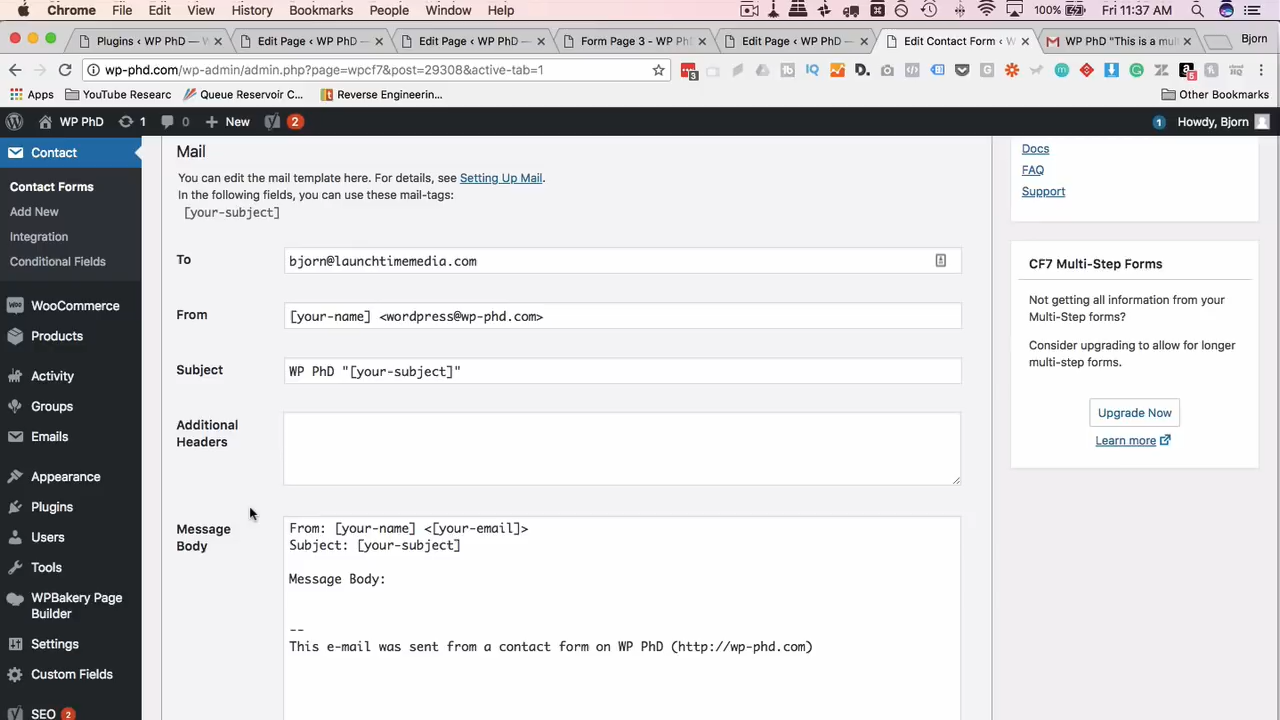 Chrome File Edit View History Bookmarks People Window Help 100% Fri 11:37 AM
Plugins ‹ WP PhD — W × Edit Page ‹ WP PhD — × Edit Page ‹ WP PhD — × Form Page 3 - WP Ph × Edit Page ‹ WP PhD — × Edit Contact Form ‹ × WP PhD "This is a mul × Bjorn
wp-phd.com/wp-admin/admin.php?page=wpcf7&post=29308&active-tab=1
Apps YouTube Researc Queue Reservoir C... Reverse Engineerin... Other Bookmarks
WP PhD 1 0 New 2 1 Howdy, Bjorn
Contact
Contact Forms
Add New
Integration
Conditional Fields
WooCommerce
Products
Activity
Groups
Emails
Appearance
Plugins
Users
Tools
WPBakery Page
Builder
Settings
Custom Fields
SEO 2
Mail
You can edit the mail template here. For details, see Setting Up Mail.
In the following fields, you can use these mail-tags:
[your-subject]
To bjorn@launchtimemedia.com
From [your-name] <wordpress@wp-phd.com>
Subject WP PhD "[your-subject]"
Additional
Headers
Message
Body
From: [your-name] <[your-email]>
Subject: [your-subject]
Message Body:
--
This e-mail was sent from a contact form on WP PhD (http://wp-phd.com)
Docs
FAQ
Support
CF7 Multi-Step Forms
Not getting all information from your
Multi-Step forms?
Consider upgrading to allow for longer
multi-step forms.
Upgrade Now
Learn more